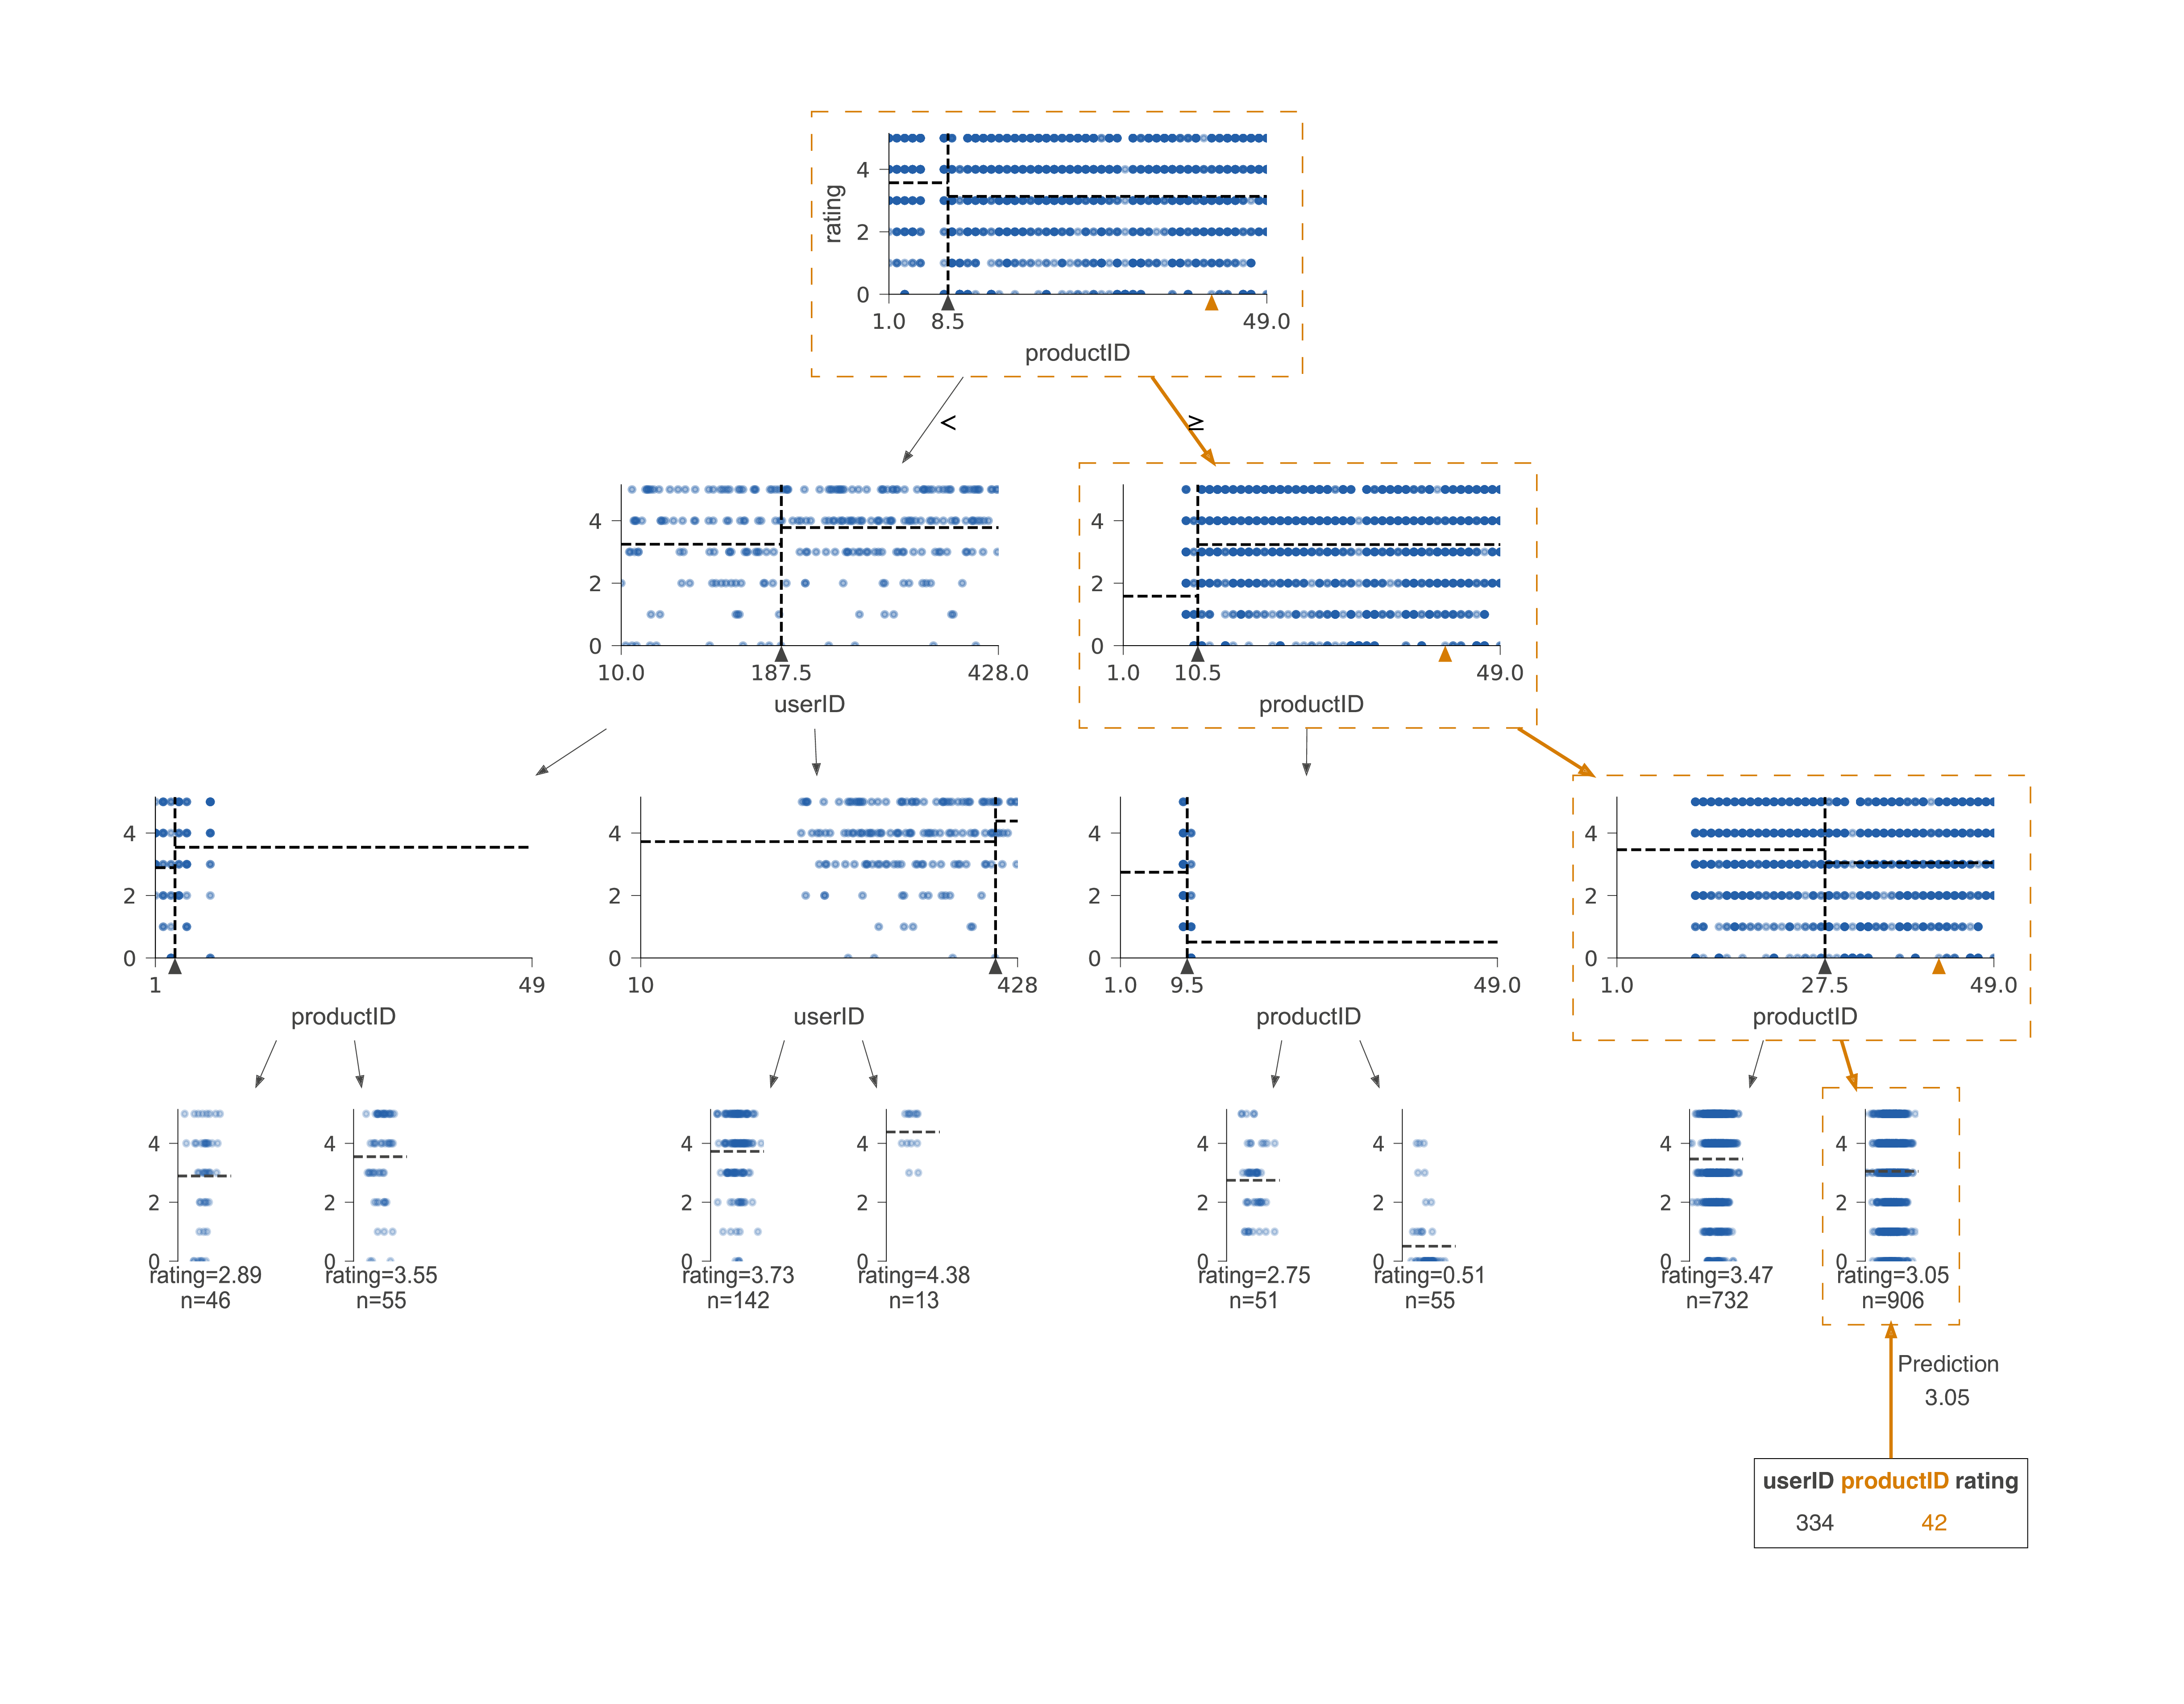 rating
4
2
0
1.0 8.5 49.0
productID
< ≥
4
2
0
10.0 187.5 428.0
userID
4
2
0
1.0 10.5 49.0
productID
4
2
0
1 49
productID
4
2
0
10 428
userID
4
2
0
1.0 9.5 49.0
productID
4
2
0
1.0 27.5 49.0
productID
4
2
0
rating=2.89
n=46
4
2
0
rating=3.55
n=55
4
2
0
rating=3.73
n=142
4
2
0
rating=4.38
n=13
4
2
0
rating=2.75
n=51
4
2
0
rating=0.51
n=55
4
2
0
rating=3.47
n=732
4
2
0
rating=3.05
n=906
Prediction
3.05
userID productID rating
334 42